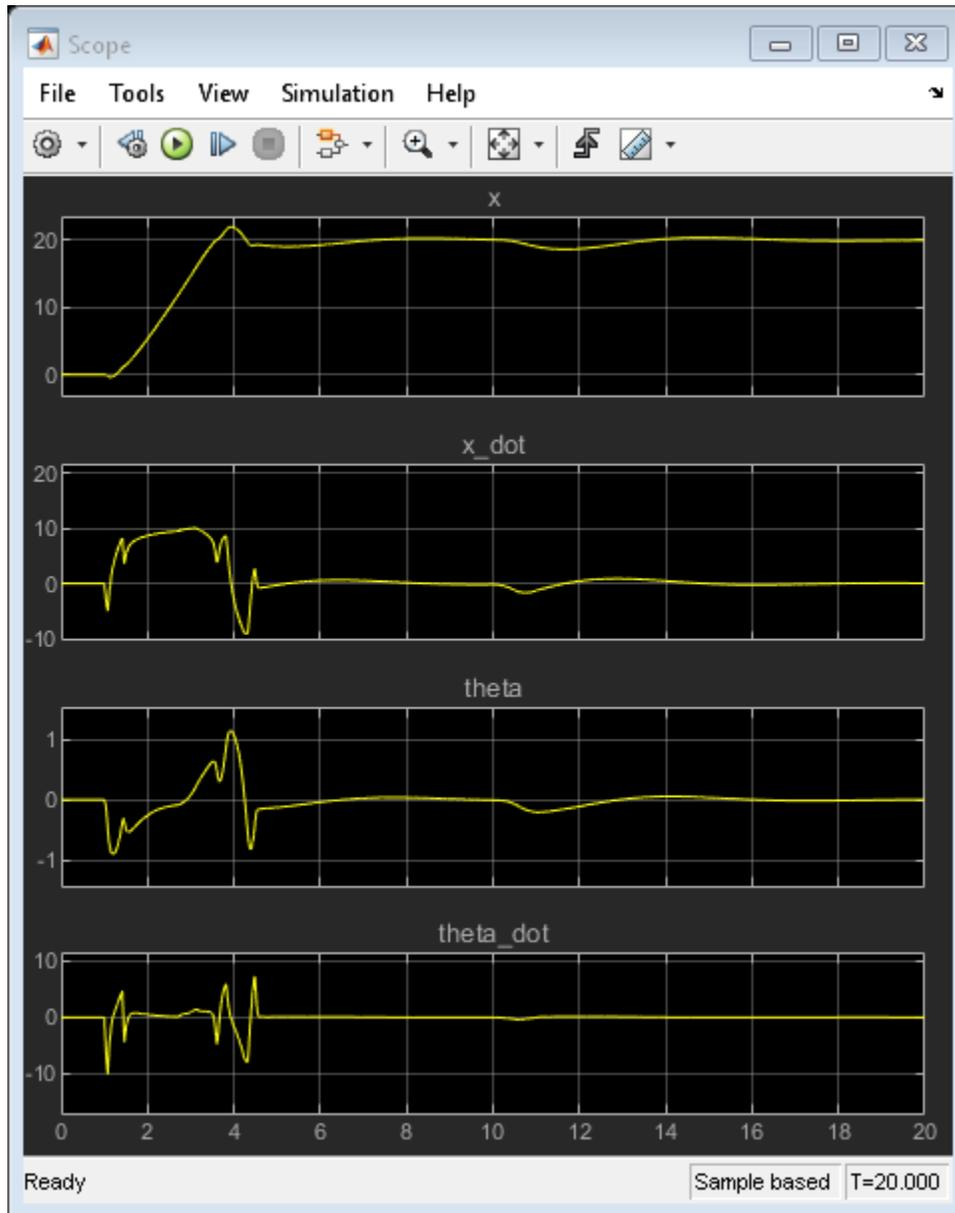 Scope
File Tools View Simulation Help
x
20
10
0
x_dot
20
10
0
-10
theta
1
0
-1
theta_dot
10
0
-10
0 2 4 6 8 10 12 14 16 18 20
Ready Sample based T=20.000